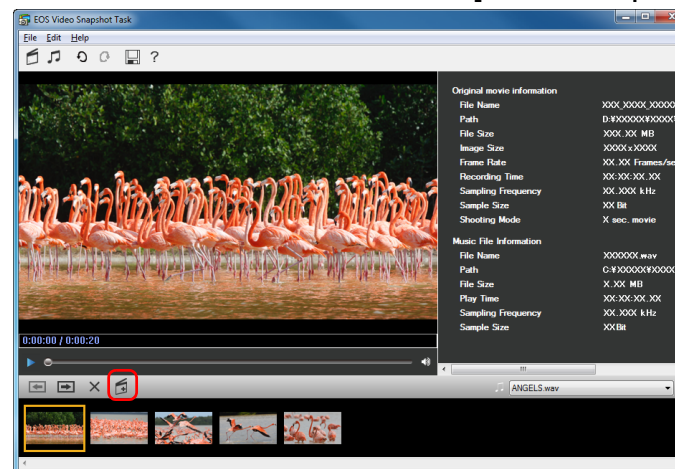 EOS Video Snapshot Task
File Edit Help
?
Original movie information
File Name XXX_XXXX_XXXXX
Path D:¥XXXXX¥XXXX
File Size XXX.XX MB
Image Size XXXX x XXXX
Frame Rate XX.XX Frames/se
Recording Time XX:XX:XX.XX
Sampling Frequency XX.XXX kHz
Sample Size XX Bit
Shooting Mode X sec. movie
Music File Information
File Name XXXXXX.wav
Path C:¥XXXXX¥XXXX
File Size X.XX MB
Play Time XX:XX:XX.XX
Sampling Frequency XX.XXX kHz
Sample Size XX Bit
0:00:00 / 0:00:20
ANGELS.wav